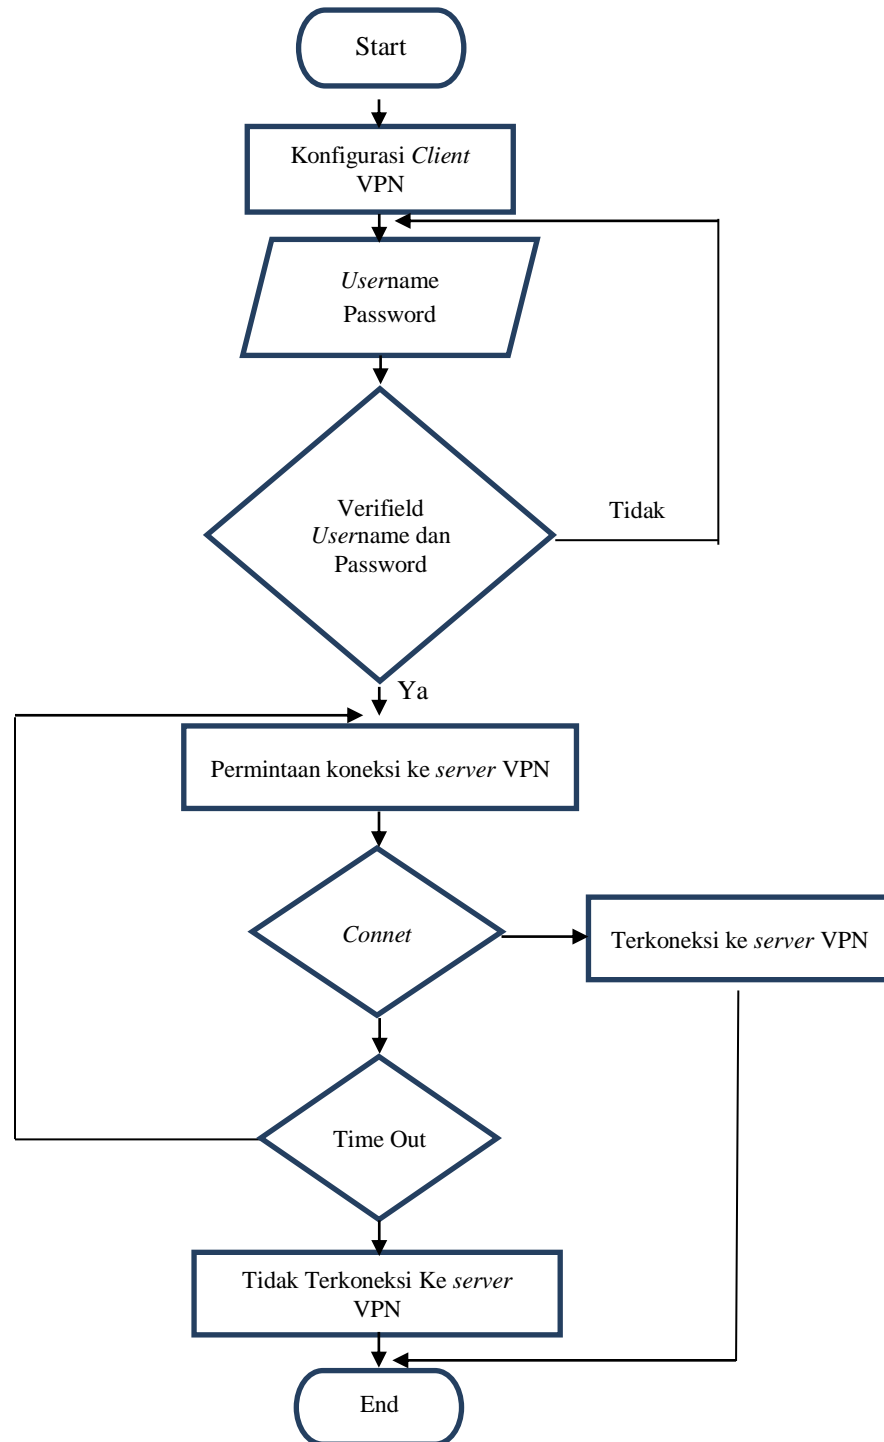 Start
Konfigurasi Client
VPN
Username
Password
Verifield
Username dan
Password
Tidak
Ya
Permintaan koneksi ke server VPN
Connet
Terkoneksi ke server VPN
Time Out
Tidak Terkoneksi Ke server
VPN
End